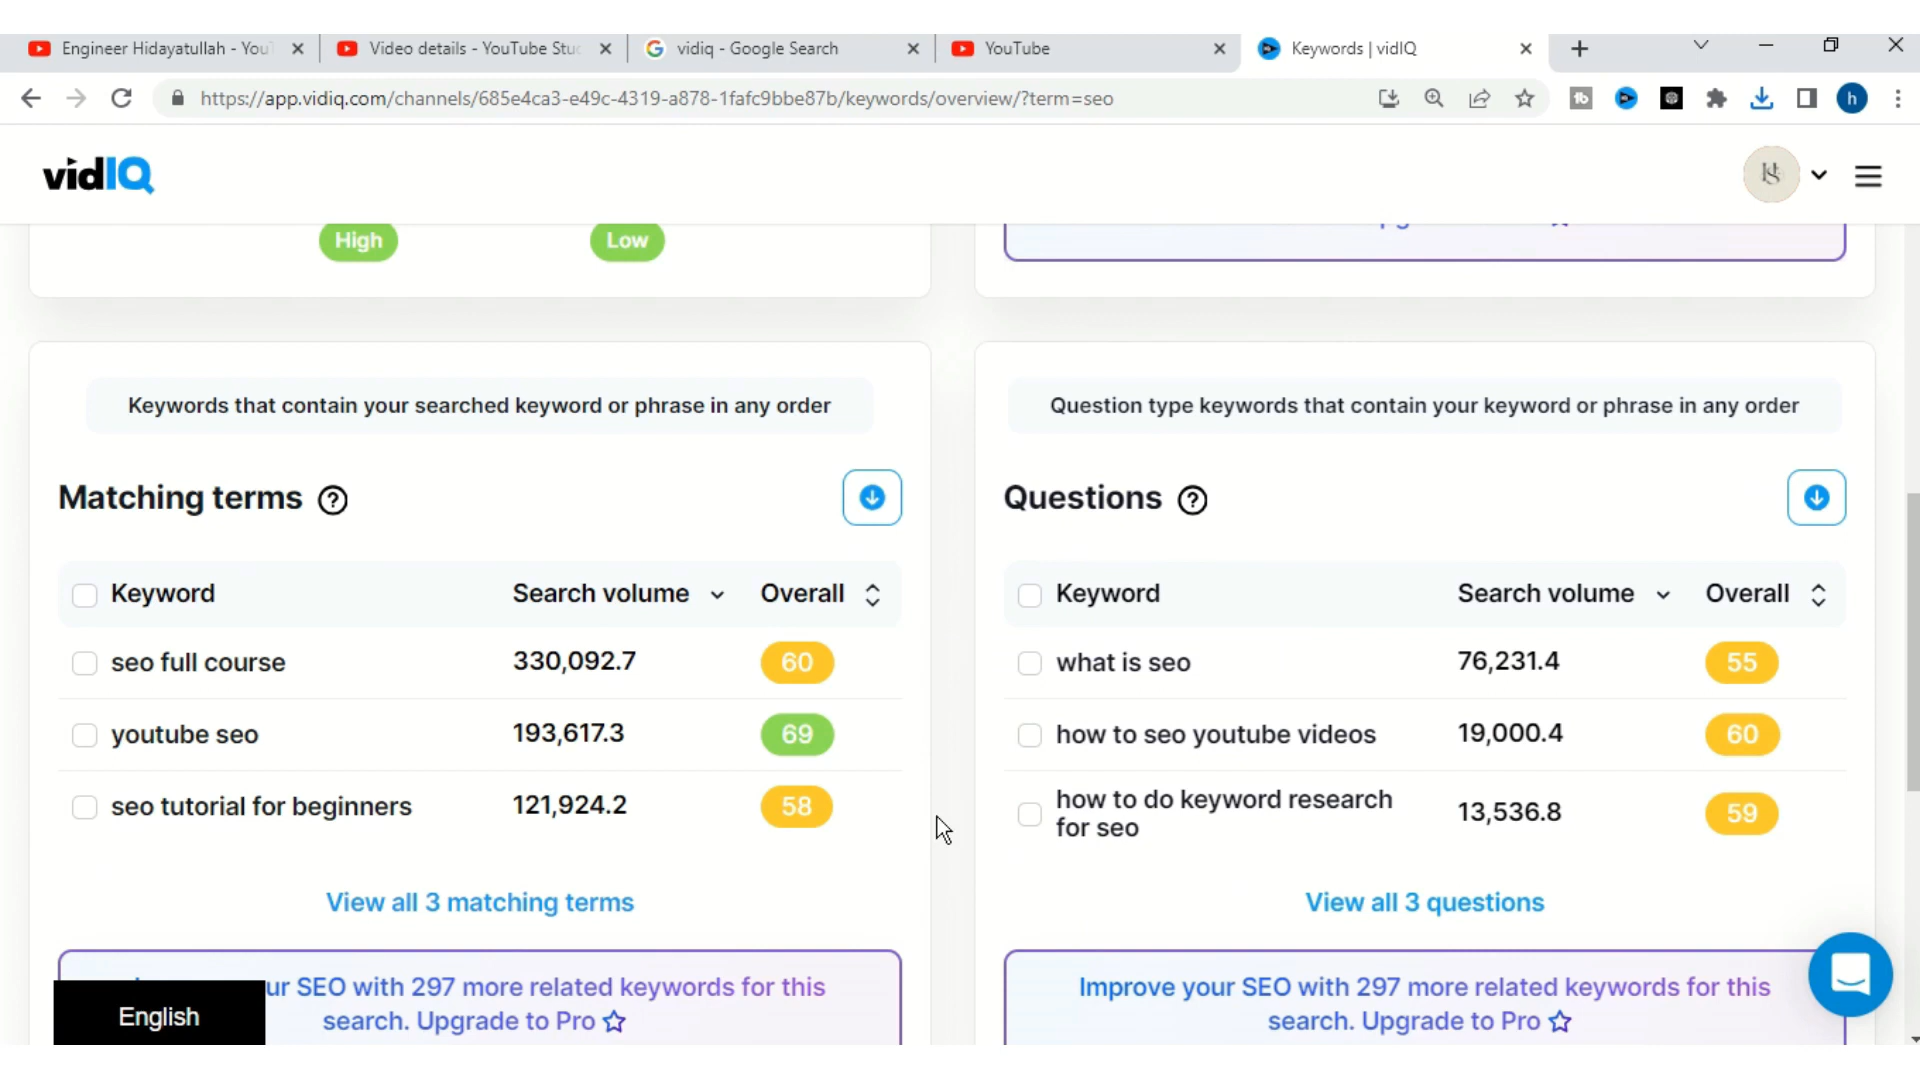 Engineer Hidayatullah - YouT
Video details - YouTube Stu
vidiq - Google Search
YouTube
Keywords | vidIQ
https://app.vidiq.com/channels/685e4ca3-e49c-4319-a878-1fafc9bbe87b/keywords/overview/?term=seo
h
vidIQ
High
Low
Keywords that contain your searched keyword or phrase in any order
Matching terms
Keyword
Search volume
Overall
seo full course
330,092.7
60
youtube seo
193,617.3
69
seo tutorial for beginners
121,924.2
58
View all 3 matching terms
ur SEO with 297 more related keywords for this
search. Upgrade to Pro
English
Question type keywords that contain your keyword or phrase in any order
Questions
Keyword
Search volume
Overall
what is seo
76,231.4
55
how to seo youtube videos
19,000.4
60
how to do keyword research
for seo
13,536.8
59
View all 3 questions
Improve your SEO with 297 more related keywords for this
search. Upgrade to Pro